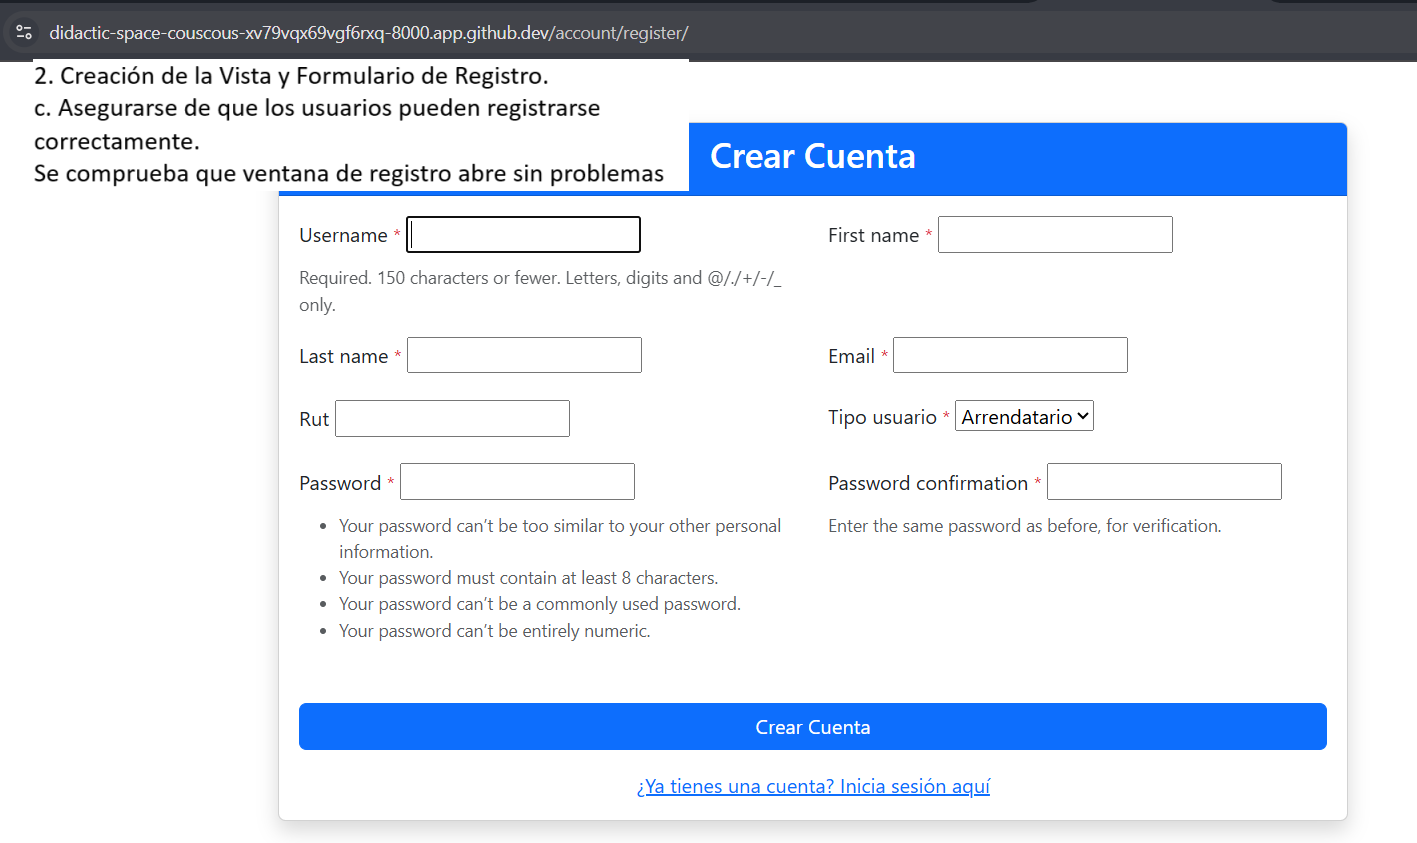 didactic-space-couscous-xv79vqx69vgf6rxq-8000.app.github.dev/account/register/
2. Creación de la Vista y Formulario de Registro.
c. Asegurarse de que los usuarios pueden registrarse
correctamente.
Se comprueba que ventana de registro abre sin problemas
Crear Cuenta
Username *
First name *
Required. 150 characters or fewer. Letters, digits and @/./+/-/_
only.
Last name *
Email *
Rut
Tipo usuario * Arrendatario
Password *
Password confirmation *
• Your password can’t be too similar to your other personal
information.
• Your password must contain at least 8 characters.
• Your password can’t be a commonly used password.
• Your password can’t be entirely numeric.
Enter the same password as before, for verification.
Crear Cuenta
¿Ya tienes una cuenta? Inicia sesión aquí